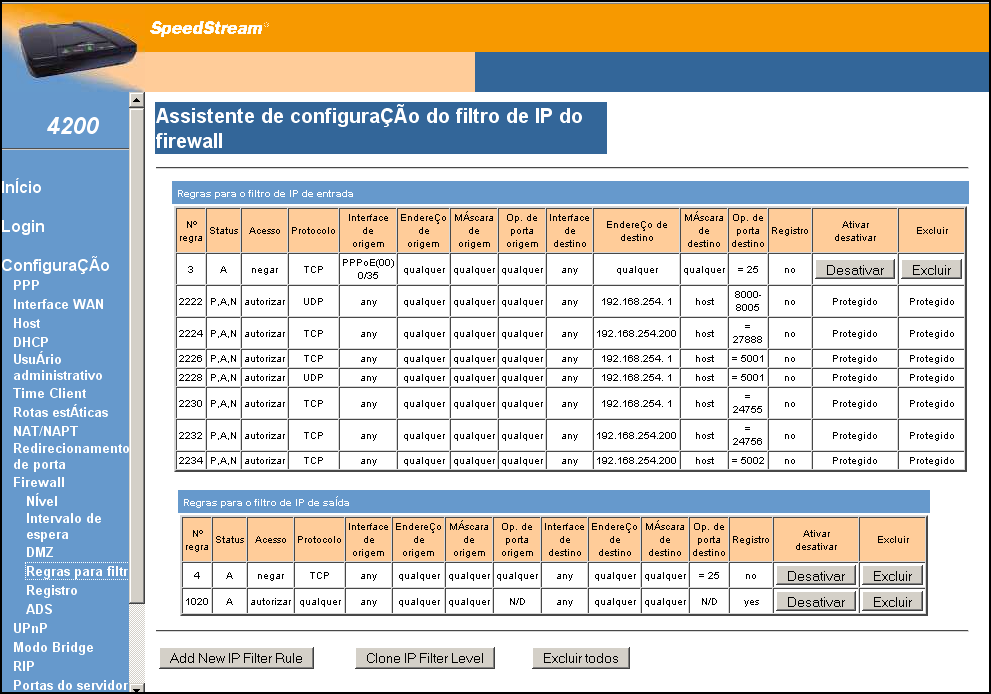 SpeedStream®
4200
InÍcio
Login
ConfiguraÇÃo
PPP
Interface WAN
Host
DHCP
UsuÁrio
administrativo
Time Client
Rotas estÁticas
NAT/NAPT
Redirecionamento
de porta
Firewall
NÍvel
Intervalo de
espera
DMZ
Regras para filtr
Registro
ADS
UPnP
Modo Bridge
RIP
Portas do servidor
Assistente de configuraÇÃo do filtro de IP do
firewall
Regras para o filtro de IP de entrada
Nº regra Status Acesso Protocolo Interface de origem EndereÇo de origem MÁscara de origem Op. de porta origem Interface de destino EndereÇo de destino MÁscara de destino Op. de porta destino Registro Ativar desativar Excluir
3 A negar TCP PPPoE(00) 0/35 qualquer qualquer qualquer any qualquer qualquer = 25 no Desativar Excluir
2222 P,A,N autorizar UDP any qualquer qualquer qualquer any 192.168.254. 1 host 8000-8005 no Protegido Protegido
2224 P,A,N autorizar TCP any qualquer qualquer qualquer any 192.168.254.200 host = 27888 no Protegido Protegido
2226 P,A,N autorizar TCP any qualquer qualquer qualquer any 192.168.254. 1 host = 5001 no Protegido Protegido
2228 P,A,N autorizar UDP any qualquer qualquer qualquer any 192.168.254. 1 host = 5001 no Protegido Protegido
2230 P,A,N autorizar TCP any qualquer qualquer qualquer any 192.168.254. 1 host = 24755 no Protegido Protegido
2232 P,A,N autorizar TCP any qualquer qualquer qualquer any 192.168.254.200 host = 24756 no Protegido Protegido
2234 P,A,N autorizar TCP any qualquer qualquer qualquer any 192.168.254.200 host = 5002 no Protegido Protegido
Regras para o filtro de IP de saída
Nº regra Status Acesso Protocolo Interface de origem EndereÇo de origem MÁscara de origem Op. de porta origem Interface de destino EndereÇo de destino MÁscara de destino Op. de porta destino Registro Ativar desativar Excluir
4 A negar TCP any qualquer qualquer qualquer any qualquer qualquer = 25 no Desativar Excluir
1020 A autorizar qualquer any qualquer qualquer N/D any qualquer qualquer N/D yes Desativar Excluir
Add New IP Filter Rule Clone IP Filter Level Excluir todos